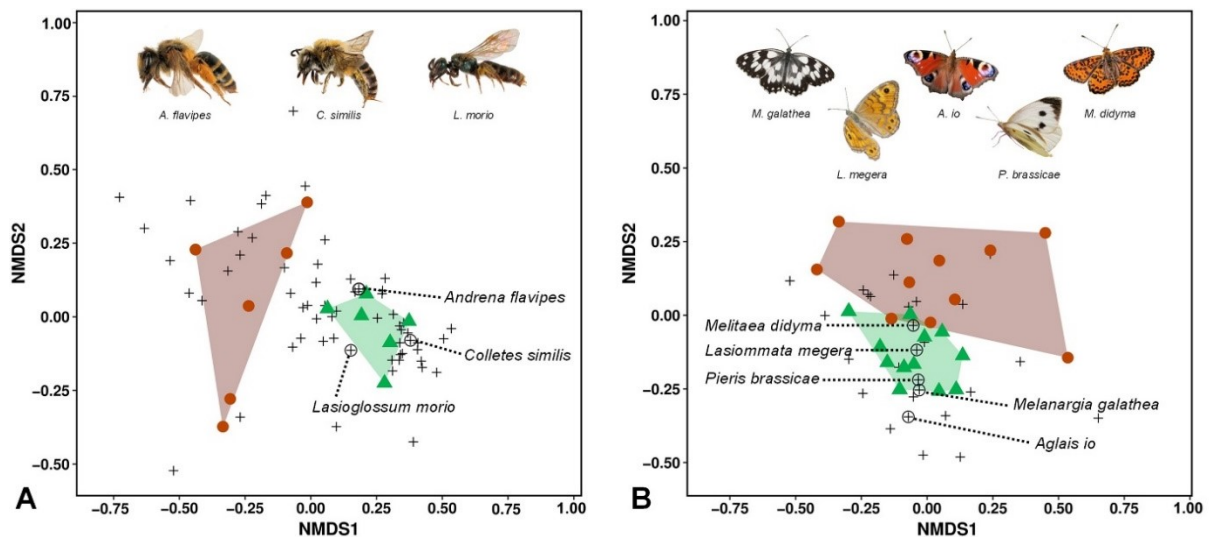 1.00
0.75
0.50
0.25
0.00
−0.25
−0.50
NMDS2
A. flavipes
C. similis
L. morio
Andrena flavipes
Colletes similis
Lasioglossum morio
−0.75
−0.50
−0.25
0.00
0.25
0.50
0.75
1.00
NMDS1
A
1.00
0.75
0.50
0.25
0.00
−0.25
−0.50
NMDS2
M. galathea
A. io
M. didyma
L. megera
P. brassicae
Melitaea didyma
Lasiommata megera
Pieris brassicae
Melanargia galathea
Aglais io
−0.75
−0.50
−0.25
0.00
0.25
0.50
0.75
1.00
NMDS1
B